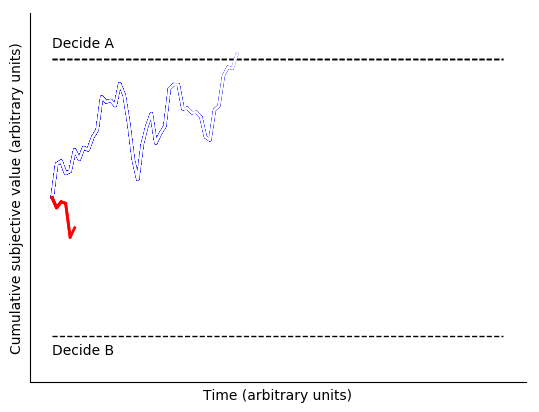 Decide A
Cumulative subjective value (arbitrary units)
Decide B
Time (arbitrary units)